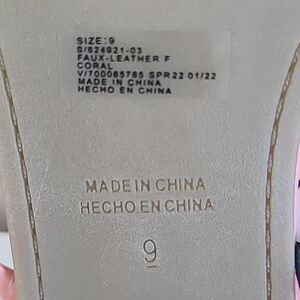 SIZE: 9
S/824921-03
FAUX-LEATHER F
CORAL
V/700085785 SPR22 01/22
MADE IN CHINA
HECHO EN CHINA
MADE IN CHINA
HECHO EN CHINA
9